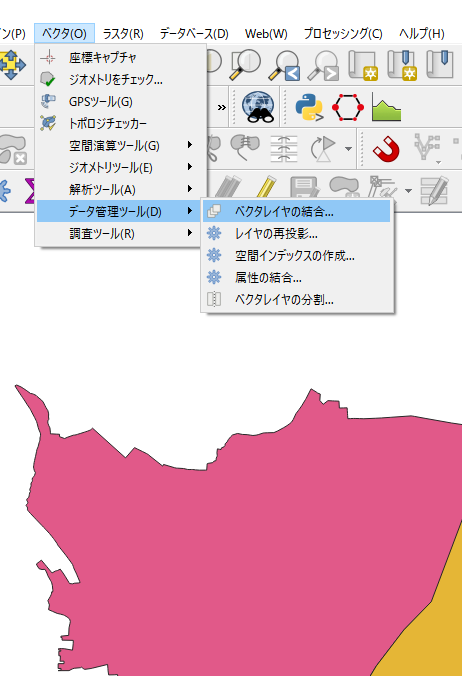 ン(P) ベクタ(O) ラスタ(R) データベース(D) Web(W) プロセッシング(C) ヘルプ(H)
座標キャプチャ
ジオメトリをチェック...
GPSツール(G)
トポロジチェッカー
空間演算ツール(G)
ジオメトリツール(E)
解析ツール(A)
データ管理ツール(D)
調査ツール(R)
ベクタレイヤの結合...
レイヤの再投影...
空間インデックスの作成...
属性の結合...
ベクタレイヤの分割...